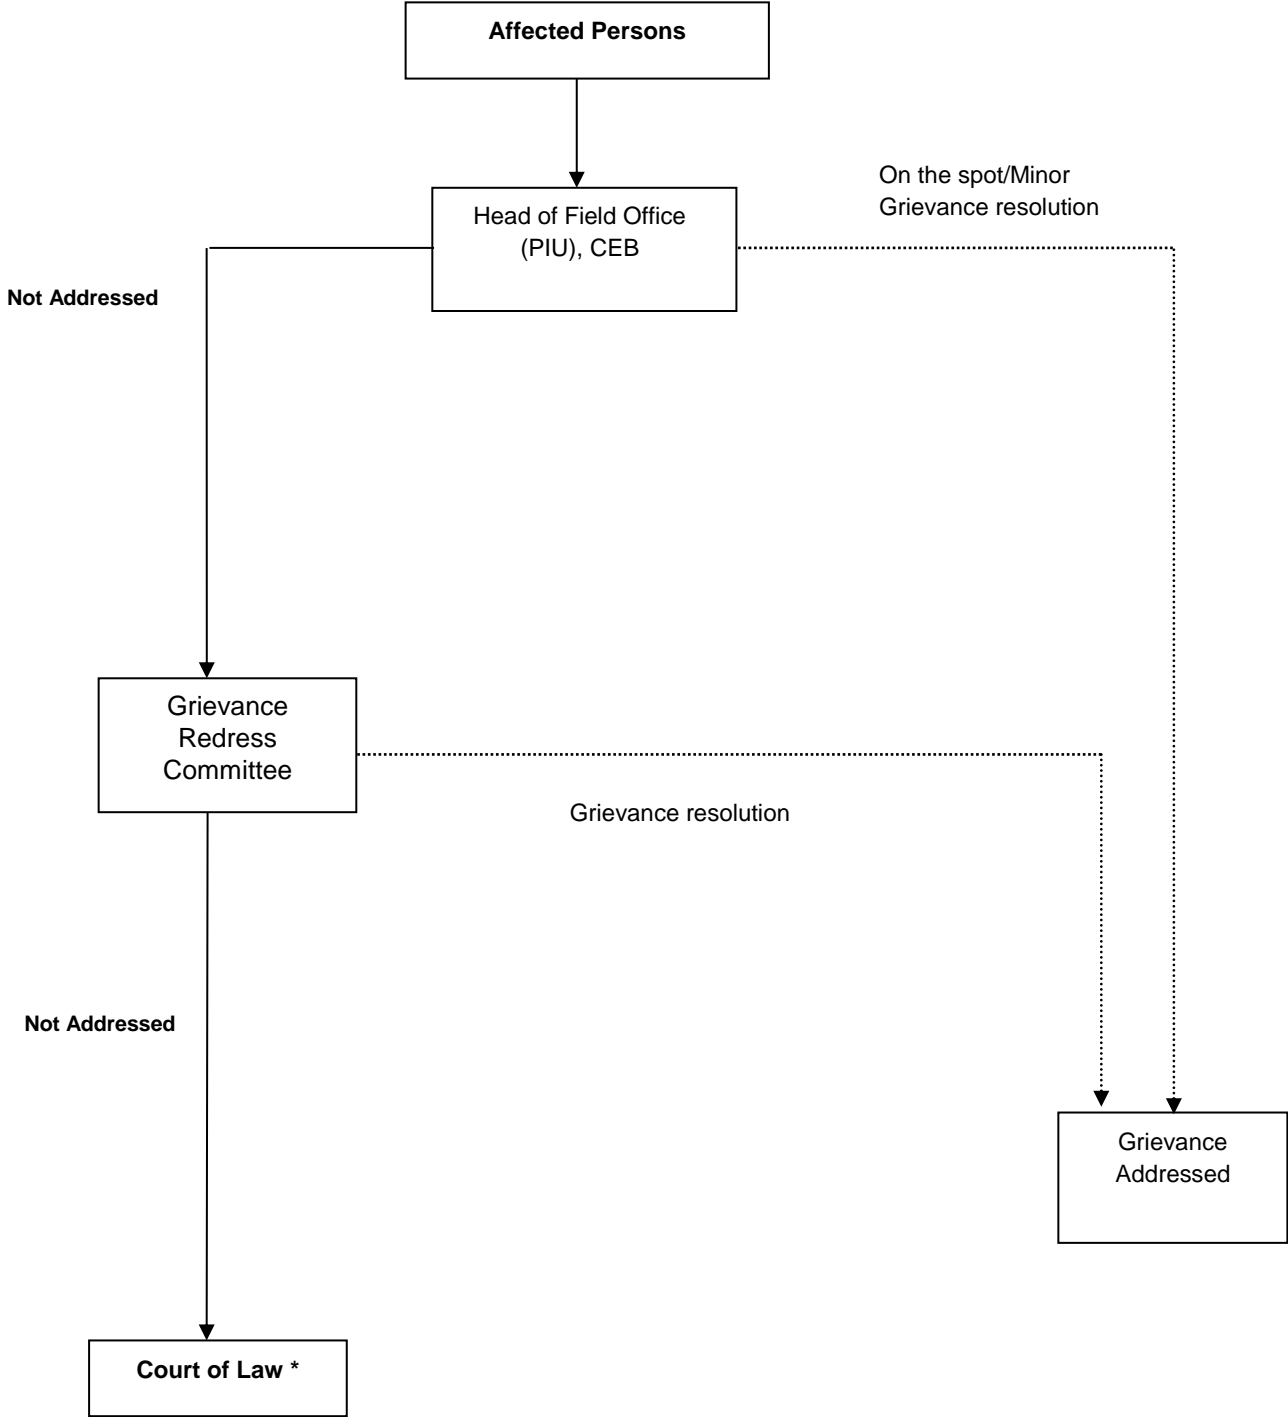 Affected Persons
On the spot/Minor
Grievance resolution
Head of Field Office
(PIU), CEB
Not Addressed
Grievance
Redress
Committee
Grievance resolution
Not Addressed
Grievance
Addressed
Court of Law *